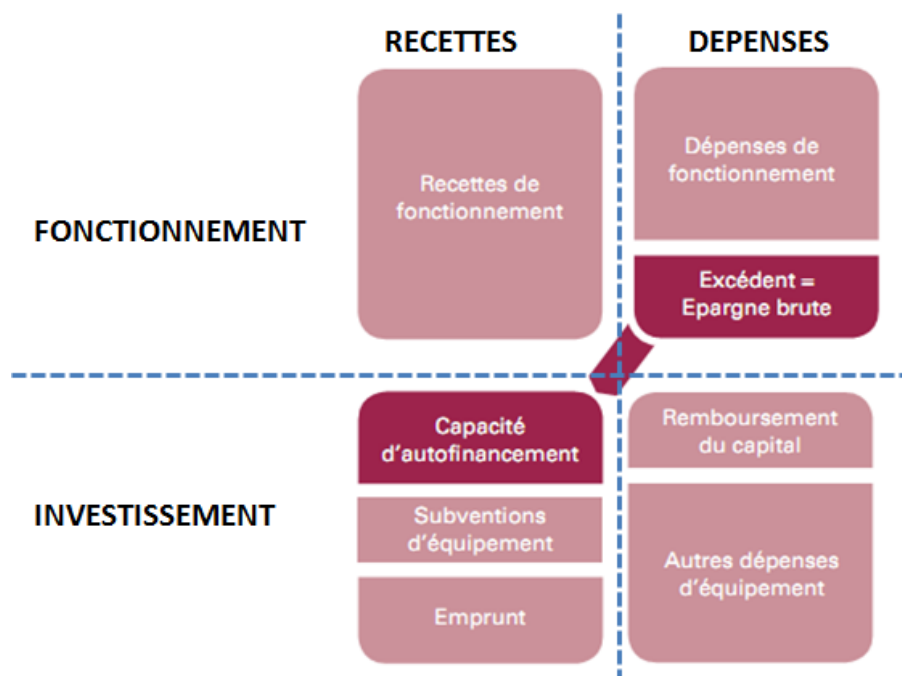 RECETTES
DEPENSES
FONCTIONNEMENT
Recettes de
fonctionnement
Dépenses de
fonctionnement
Excédent =
Epargne brute
INVESTISSEMENT
Capacité
d'autofinancement
Subventions
d'équipement
Emprunt
Remboursement
du capital
Autres dépenses
d'équipement